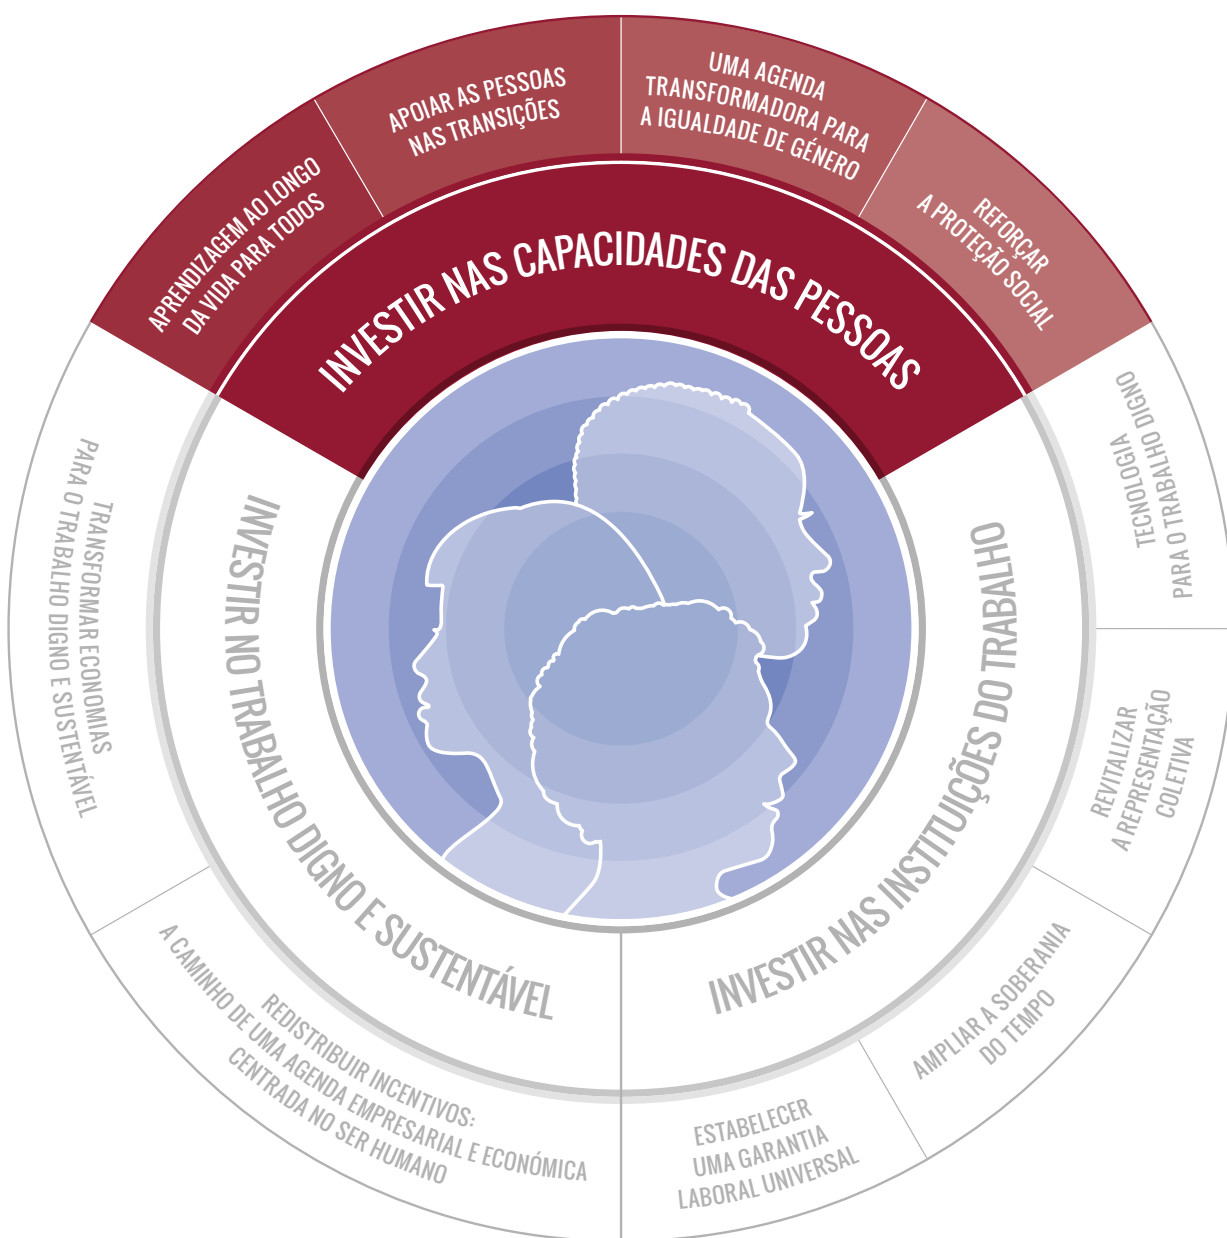 APRENDIZAGEM AO LONGO
DA VIDA PARA TODOS
APOIAR AS PESSOAS
NAS TRANSIÇÕES
UMA AGENDA
TRANSFORMADORA PARA
A IGUALDADE DE GÉNERO
REFORÇAR
A PROTEÇÃO SOCIAL
INVESTIR NAS CAPACIDADES DAS PESSOAS
TECNOLOGIA
PARA O TRABALHO DIGNO
REVITALIZAR
A REPRESENTAÇÃO
COLETIVA
AMPLIAR A SOBERANIA
DO TEMPO
ESTABELECER
UMA GARANTIA
LABORAL UNIVERSAL
INVESTIR NAS INSTITUIÇÕES DO TRABALHO
TRANSFORMAR ECONOMIAS
PARA O TRABALHO DIGNO E SUSTENTÁVEL
REDISTRIBUIR INCENTIVOS:
A CAMINHO DE UMA AGENDA EMPRESARIAL E ECONÓMICA
CENTRADA NO SER HUMANO
INVESTIR NO TRABALHO DIGNO E SUSTENTÁVEL